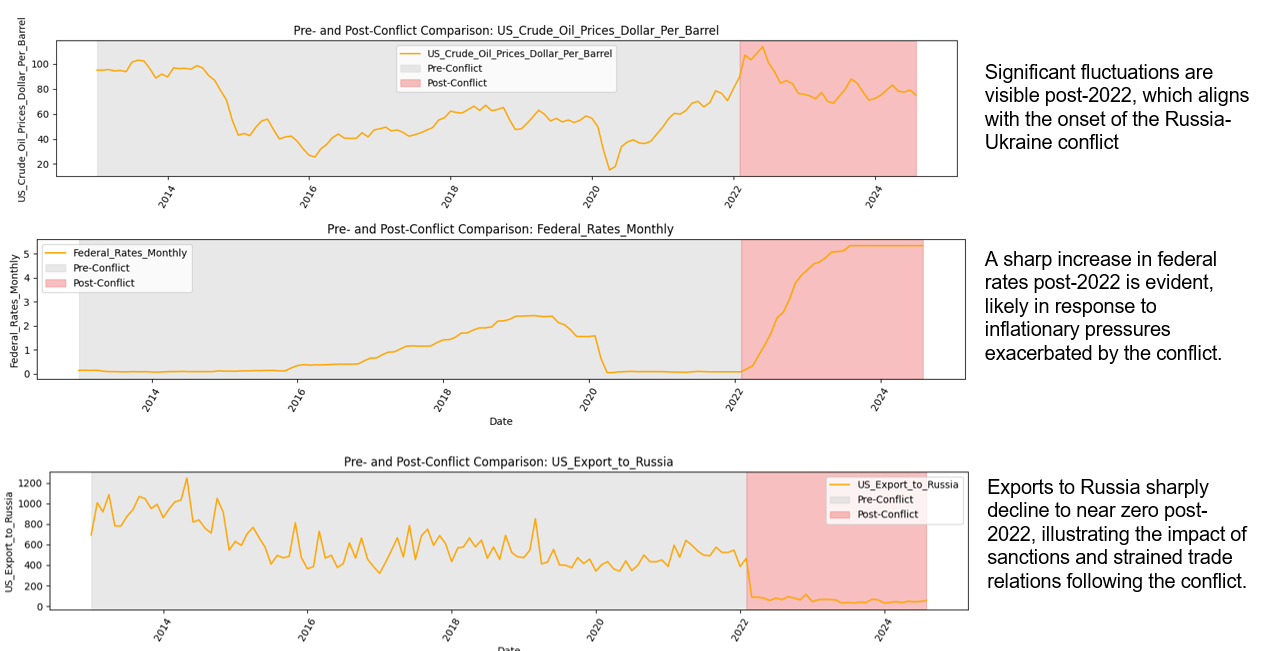 Pre- and Post-Conflict Comparison: US_Crude_Oil_Prices_Dollar_Per_Barrel
US_Crude_Oil_Prices_Dollar_Per_Barrel
100
80
60
40
20
US_Crude_Oil_Prices_Dollar_Per_Barrel
Pre-Conflict
Post-Conflict
2014
2016
2018
2020
2022
2024
Significant fluctuations are
visible post-2022, which aligns
with the onset of the Russia-
Ukraine conflict
Pre- and Post-Conflict Comparison: Federal_Rates_Monthly
Federal_Rates_Monthly
5
4
3
2
1
0
Federal_Rates_Monthly
Pre-Conflict
Post-Conflict
2014
2016
2018
2020
2022
2024
Date
A sharp increase in federal
rates post-2022 is evident,
likely in response to
inflationary pressures
exacerbated by the conflict.
Pre- and Post-Conflict Comparison: US_Export_to_Russia
US_Export_to_Russia
1200
1000
800
600
400
200
0
US_Export_to_Russia
Pre-Conflict
Post-Conflict
2014
2016
2018
2020
2022
2024
Date
Exports to Russia sharply
decline to near zero post-
2022, illustrating the impact of
sanctions and strained trade
relations following the conflict.